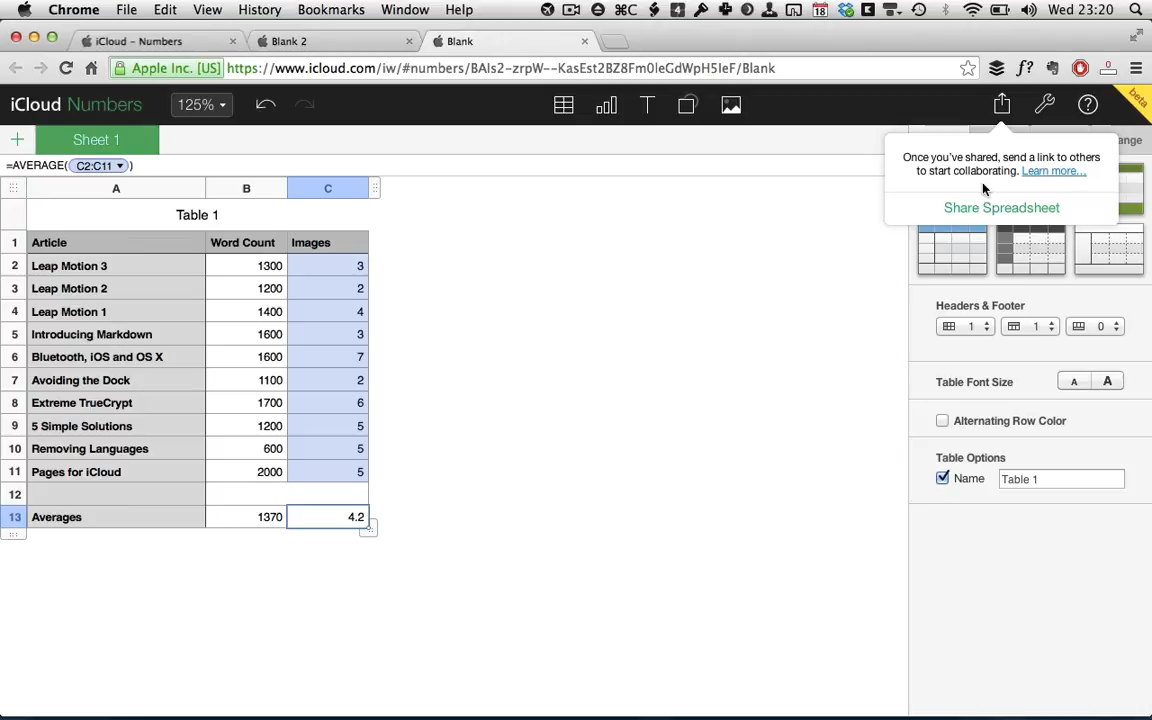 Chrome File Edit View History Bookmarks Window Help 4 18 Wed 23:20
iCloud – Numbers Blank 2 Blank
Apple Inc. [US] https://www.icloud.com/iw/#numbers/BAIs2-zrpW--KasEst2BZ8Fm0leGdWpH5IeF/Blank
iCloud Numbers 125% beta
Sheet 1
=AVERAGE( C2:C11 )
Once you've shared, send a link to others
to start collaborating. Learn more...
Share Spreadsheet
A B C
Table 1
1 Article Word Count Images
2 Leap Motion 3 1300 3
3 Leap Motion 2 1200 2
4 Leap Motion 1 1400 4
5 Introducing Markdown 1600 3
6 Bluetooth, iOS and OS X 1600 7
7 Avoiding the Dock 1100 2
8 Extreme TrueCrypt 1700 6
9 5 Simple Solutions 1200 5
10 Removing Languages 600 5
11 Pages for iCloud 2000 5
12
13 Averages 1370 4.2
Headers & Footer
1 1 0
Table Font Size A A
Alternating Row Color
Table Options
Name Table 1